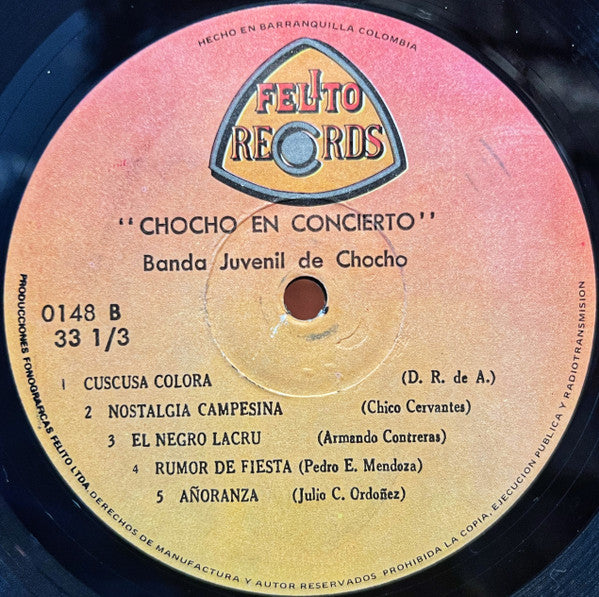 HECHO EN BARRANQUILLA COLOMBIA
FELITO
RECORDS
"CHOCHO EN CONCIERTO"
Banda Juvenil de Chocho
0148 B
33 1/3
1 CUSCUSA COLORA (D. R. de A.)
2 NOSTALGIA CAMPESINA (Chico Cervantes)
3 EL NEGRO LACRU (Armando Contreras)
4 RUMOR DE FIESTA (Pedro E. Mendoza)
5 AÑORANZA (Julio C. Ordoñez)
PRODUCCIONES FONOGRAFICAS FELITO LTDA. DERECHOS DE MANUFACTURA Y AUTOR RESERVADOS PROHIBIDA LA COPIA, EJECUCION PUBLICA Y RADIOTRANSMISION